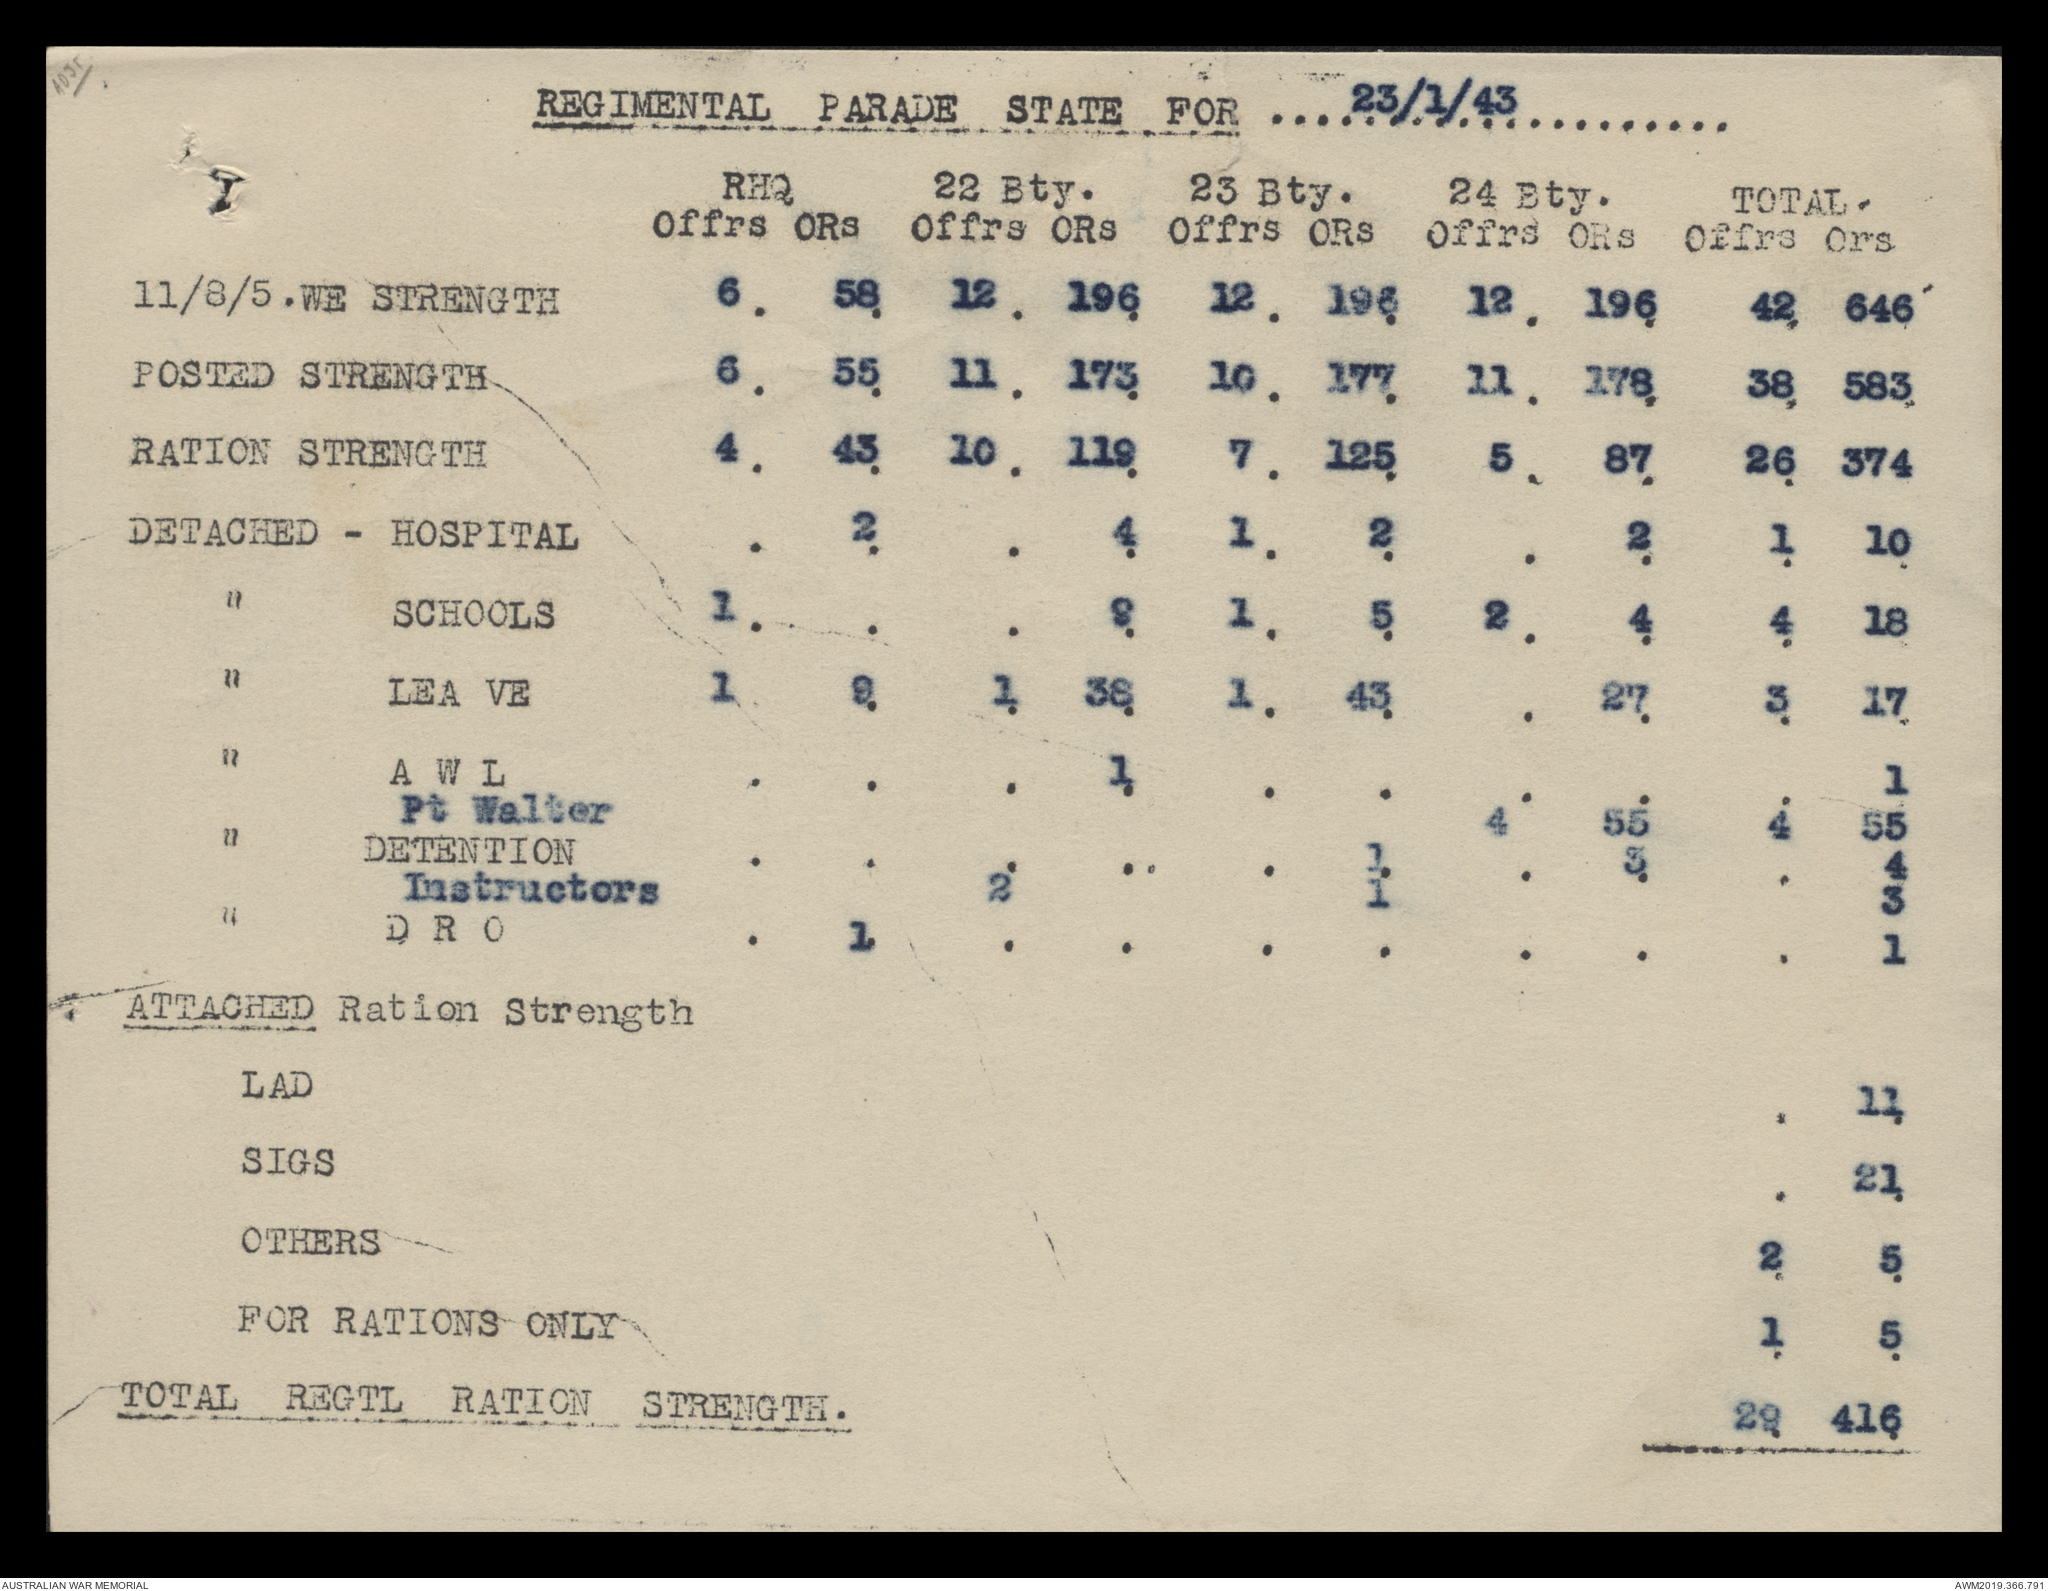 1035
REGIMENTAL PARADE STATE FOR ....23/1/43..............
RHQ 22 Bty. 23 Bty. 24 Bty. TOTAL.
Offrs ORs Offrs ORs Offrs ORs Offrs ORs Offrs Ors
11/8/5.WE STRENGTH 6. 58. 12. 196. 12. 196. 12. 196. 42. 646
POSTED STRENGTH 6. 55. 11. 173. 10. 177. 11. 178. 38. 583.
RATION STRENGTH 4. 43. 10. 119. 7. 125. 5. 87. 26. 374
DETACHED - HOSPITAL . 2. . 4. 1. 2. . 2. 1. 10.
" SCHOOLS 1. . . 9. 1. 5. 2. 4. 4. 18
" LEA VE 1 9. 1. 38. 1. 43. . 27. 3. 17.
" A W L . . . 1. . . . . . 1
Pt Walter 4 55 4 55
" DETENTION . . . . . 1. . 3. . 4
Instructors 2 1 3
" D R O . 1. . . . . . . . 1
ATTACHED Ration Strength
LAD . 11.
SIGS . 21.
OTHERS 2. 5.
FOR RATIONS ONLY 1. 5.
TOTAL REGTL RATION STRENGTH. 29. 416.
AUSTRALIAN WAR MEMORIAL AWM2019.366.791